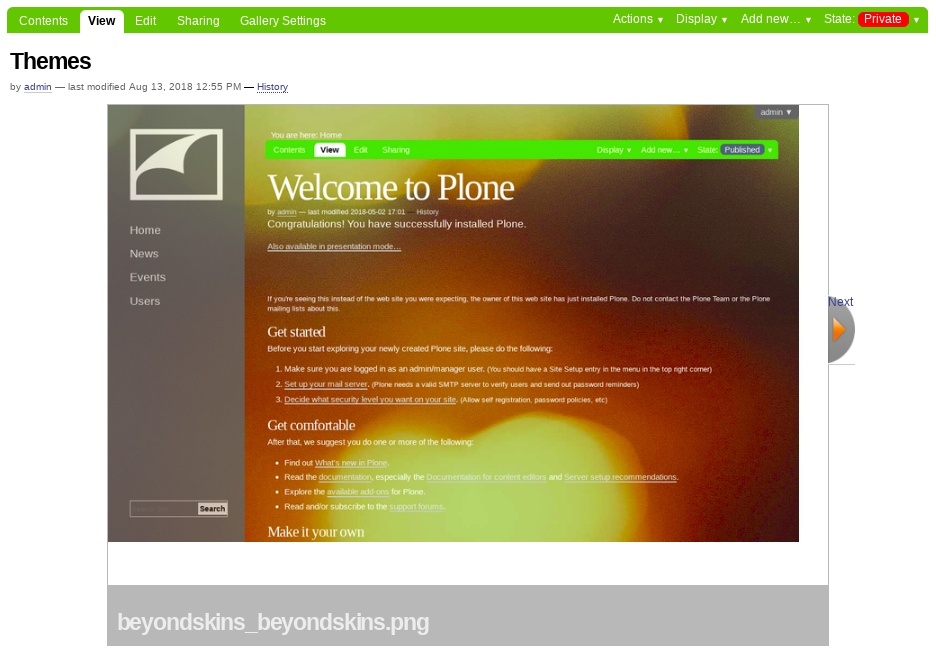 Contents View Edit Sharing Gallery Settings Actions ▼ Display ▼ Add new… ▼ State: Private ▼
Themes
by admin — last modified Aug 13, 2018 12:55 PM — History
admin ▼
You are here: Home
Contents View Edit Sharing Display ▼ Add new… ▼ State: Published ▼
Welcome to Plone
by admin — last modified 2018-05-02 17:01 — History
Congratulations! You have successfully installed Plone.
Also available in presentation mode…
Home
News
Events
Users
If you're seeing this instead of the web site you were expecting, the owner of this web site has just installed Plone. Do not contact the Plone Team or the Plone
mailing lists about this.
Next
Get started
Before you start exploring your newly created Plone site, please do the following:
1. Make sure you are logged in as an admin/manager user. (You should have a Site Setup entry in the menu in the top right corner)
2. Set up your mail server. (Plone needs a valid SMTP server to verify users and send out password reminders)
3. Decide what security level you want on your site. (Allow self registration, password policies, etc)
Get comfortable
After that, we suggest you do one or more of the following:
• Find out What's new in Plone.
• Read the documentation, especially the Documentation for content editors and Server setup recommendations.
• Explore the available add-ons for Plone.
• Read and/or subscribe to the support forums.
Search
Make it your own
beyondskins_beyondskins.png